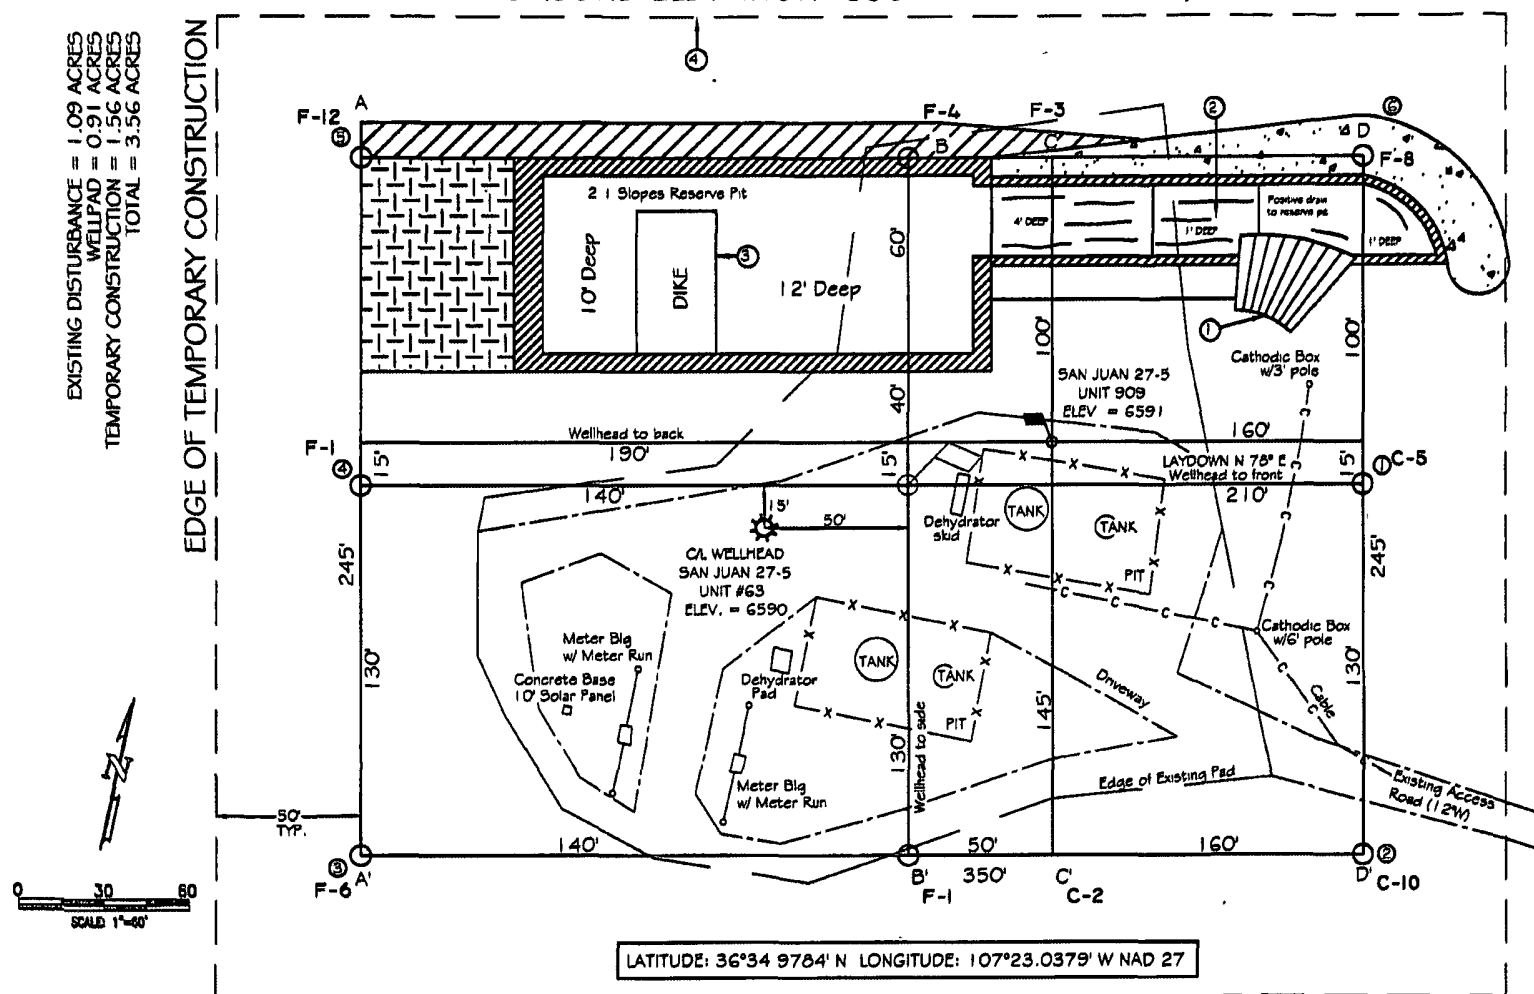 EXISTING DISTURBANCE = 1.09 ACRES
WELLPAD = 0.91 ACRES
TEMPORARY CONSTRUCTION = 1.56 ACRES
TOTAL = 3.56 ACRES
EDGE OF TEMPORARY CONSTRUCTION
4
A
F-12
5
F-4
F-3
2
6
B
C
D
F-8
2 1 Slopes Reserve Pit
10' Deep
DIKE
3
12' Deep
60'
4' DEEP
1' DEEP
Positive draw
to reserve pit
1' DEEP
1
100'
100'
Cathodic Box
w/3' pole
SAN JUAN 27-5
UNIT 909
ELEV = 6591
40'
Wellhead to back
190'
160'
F-1
4
15'
15'
15'
1
C-5
LAYDOWN N 78° E
Wellhead to front
140'
210'
15'
50'
TANK
TANK
Dehydrator
skid
PIT
C/L WELLHEAD
SAN JUAN 27-5
UNIT #63
ELEV. = 6590
245'
245'
x x x x x x x x x
C C C C C C C C
Cathodic Box
w/6' pole
Meter Blg
w/ Meter Run
Concrete Base
10' Solar Panel
TANK
TANK
Dehydrator
Pad
PIT
Driveway
Cable
130'
130'
145'
130'
Wellhead to side
Meter Blg
w/ Meter Run
Edge of Existing Pad
Existing Access
Road (12'W)
N
50'
TYP.
140'
50'
160'
3
A'
F-6
B'
F-1
350'
C'
C-2
D'
2
C-10
0 30 60
SCALE: 1"=60'
LATITUDE: 36°34 9784' N LONGITUDE: 107°23.0379' W NAD 27